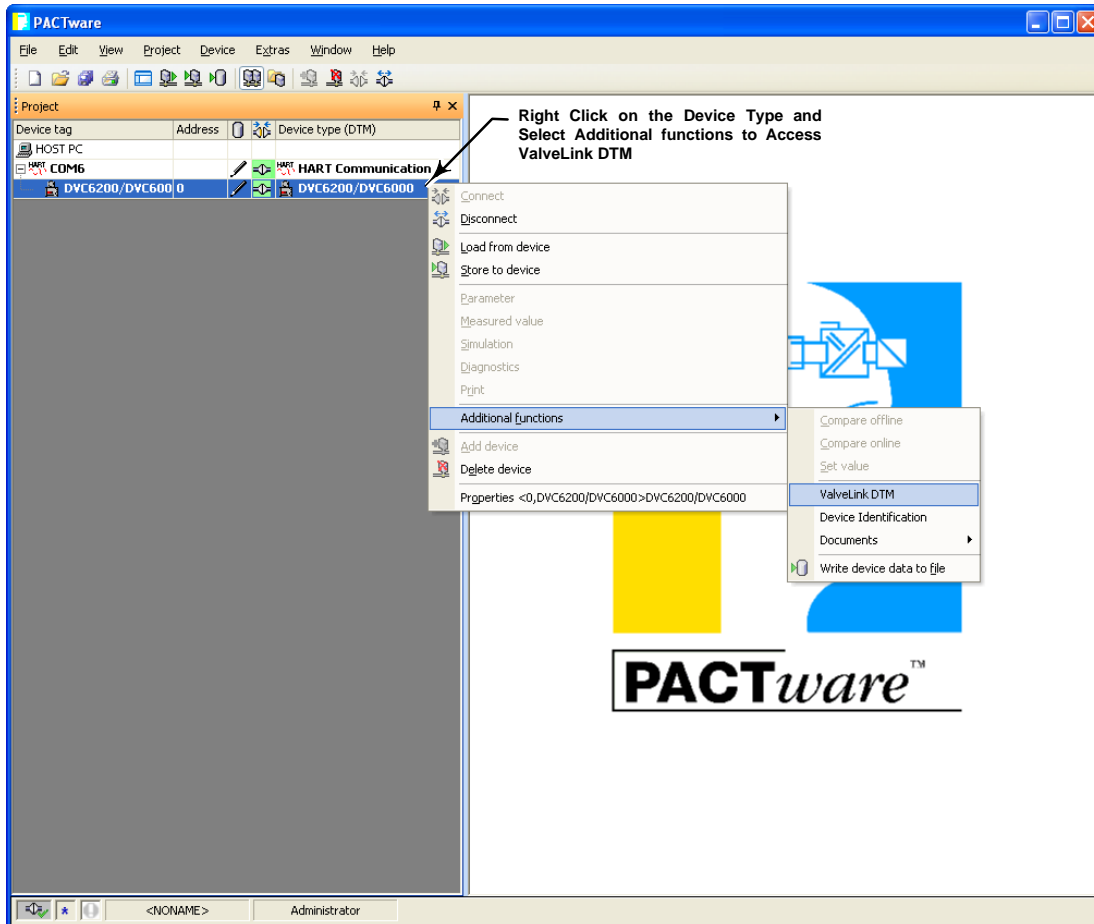 PACTware
File Edit View Project Device Extras Window Help
Project
Device tag Address Device type (DTM)
HOST PC
HART COM6 HART HART Communication
DVC6200/DVC600 0 DVC6200/DVC6000
Right Click on the Device Type and
Select Additional functions to Access
ValveLink DTM
Connect
Disconnect
Load from device
Store to device
Parameter
Measured value
Simulation
Diagnostics
Print
Additional functions
Add device
Delete device
Properties <0,DVC6200/DVC6000>DVC6200/DVC6000
Compare offline
Compare online
Set value
ValveLink DTM
Device Identification
Documents
Write device data to file
PACTware™
<NONAME> Administrator